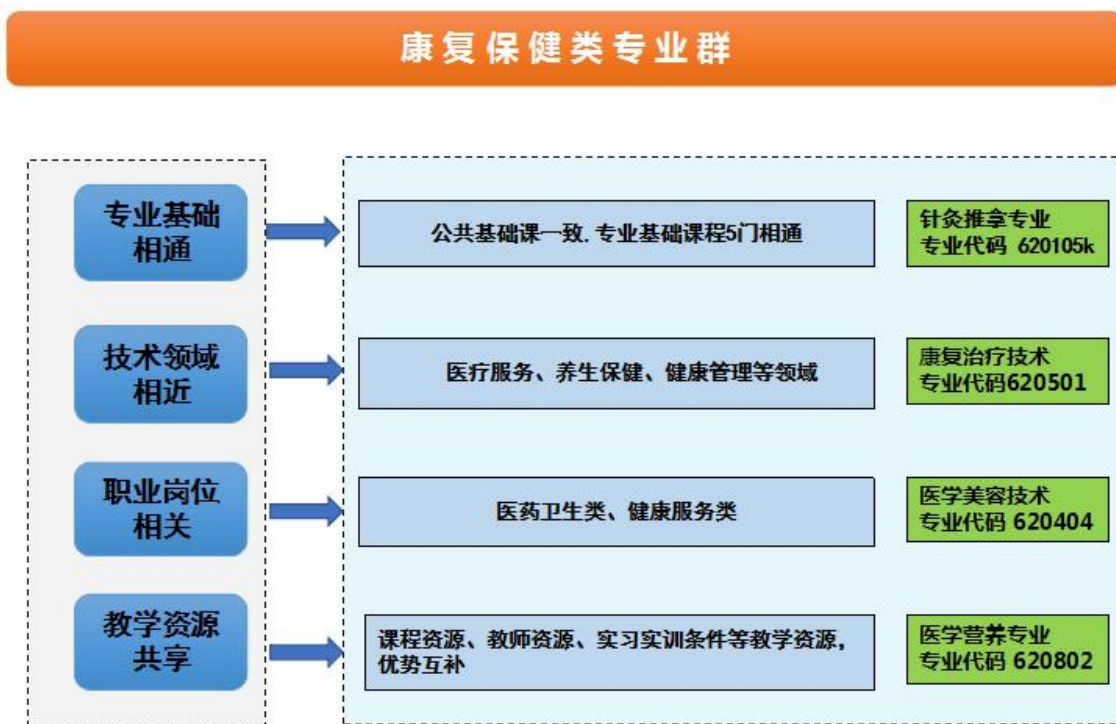 康复保健类专业群
专业基础
相通
公共基础课一致.专业基础课程5门相通
针灸推拿专业
专业代码 620105k
技术领域
相近
医疗服务、养生保健、健康管理等领域
康复治疗技术
专业代码620501
职业岗位
相关
医药卫生类、健康服务类
医学美容技术
专业代码 620404
教学资源
共享
课程资源、教师资源、实习实训条件等教学资源，
优势互补
医学营养专业
专业代码 620802